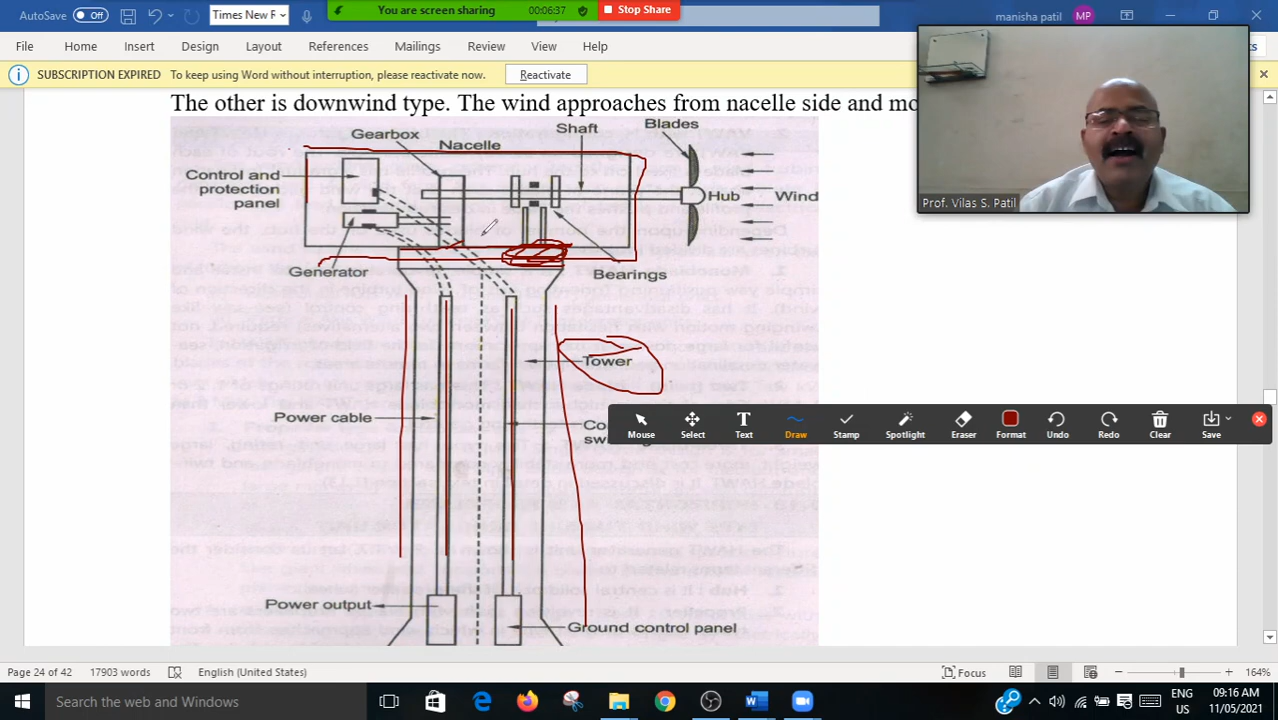 AutoSave Off
Times New R
You are screen sharing
00:06:37
Stop Share
manisha patil
MP
File Home Insert Design Layout References Mailings Review View Help
SUBSCRIPTION EXPIRED To keep using Word without interruption, please reactivate now. Reactivate
The other is downwind type. The wind approaches from nacelle side and mo
Gearbox
Nacelle
Shaft
Blades
Control and
protection
panel
Hub
Wind
Prof. Vilas S. Patil
Generator
Bearings
Tower
Power cable
Mouse Select Text Draw Stamp Spotlight Eraser Format Undo Redo Clear Save
Power output
Ground control panel
Page 24 of 42 17903 words English (United States) Focus 164%
Search the web and Windows
ENG
US
09:16 AM
11/05/2021